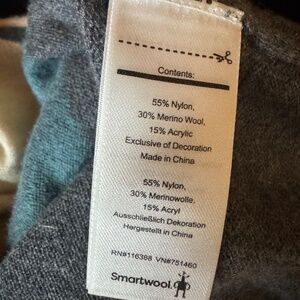 Contents:
55% Nylon,
30% Merino Wool,
15% Acrylic
Exclusive of Decoration
Made in China
55% Nylon,
30% Merinowolle,
15% Acryl
Ausschließlich Dekoration
Hergestellt in China
RN#116388 VN#751460
Smartwool.